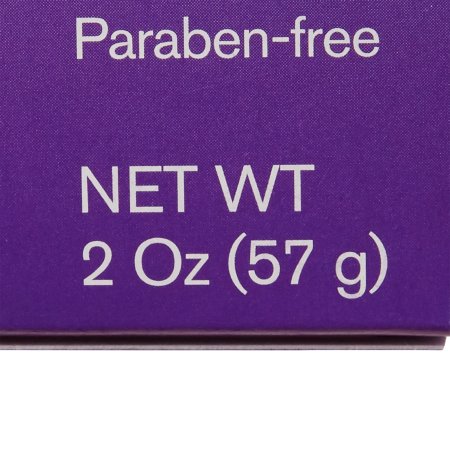 Paraben-free
NET WT
2 Oz (57 g)